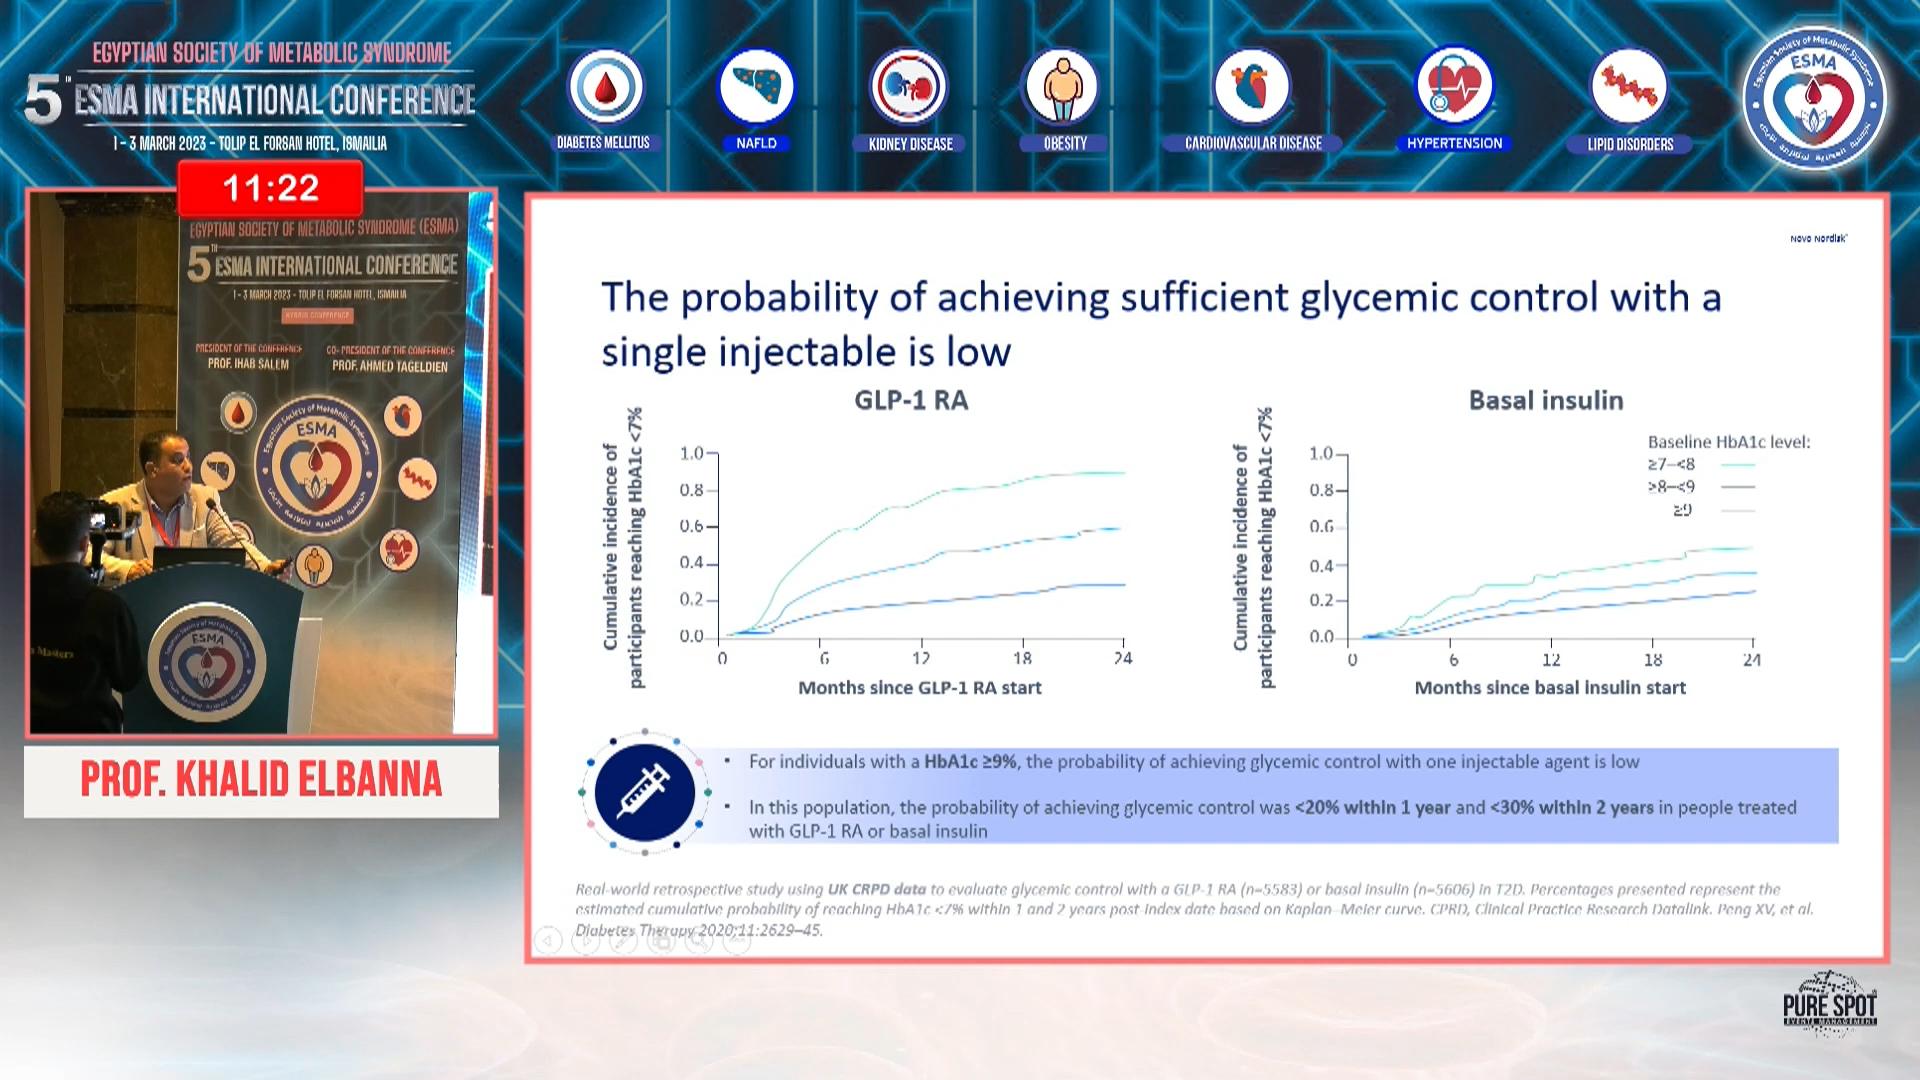 EGYPTIAN SOCIETY OF METABOLIC SYNDROME
5TH ESMA INTERNATIONAL CONFERENCE
1 - 3 MARCH 2023 - TOLIP EL FORSAN HOTEL, ISMAILIA
DIABETES MELLITUS
NAFLD
KIDNEY DISEASE
OBESITY
CARDIOVASCULAR DISEASE
HYPERTENSION
LIPID DISORDERS
Egyptian Society of Metabolic Syndrome
ESMA
11:22
EGYPTIAN SOCIETY OF METABOLIC SYNDROME (ESMA)
5TH ESMA INTERNATIONAL CONFERENCE
1 - 3 MARCH 2023 - TOLIP EL FORSAN HOTEL, ISMAILIA
HYBRID CONFERENCE
PRESIDENT OF THE CONFERENCE
PROF. IHAB SALEM
CO- PRESIDENT OF THE CONFERENCE
PROF. AHMED TAGELDIEN
ESMA
ESMA
Masters
PROF. KHALID ELBANNA
Novo Nordisk
The probability of achieving sufficient glycemic control with a
single injectable is low
GLP-1 RA
Cumulative incidence of
participants reaching HbA1c <7%
1.0
0.8
0.6
0.4
0.2
0.0
0 6 12 18 24
Months since GLP-1 RA start
Basal insulin
Cumulative incidence of
participants reaching HbA1c <7%
Baseline HbA1c level:
≥7–<8
≥8–<9
≥9
1.0
0.8
0.6
0.4
0.2
0.0
0 6 12 18 24
Months since basal insulin start
• For individuals with a HbA1c ≥9%, the probability of achieving glycemic control with one injectable agent is low
• In this population, the probability of achieving glycemic control was <20% within 1 year and <30% within 2 years in people treated
with GLP-1 RA or basal insulin
Real-world retrospective study using UK CRPD data to evaluate glycemic control with a GLP-1 RA (n=5583) or basal insulin (n=5606) in T2D. Percentages presented represent the
estimated cumulative probability of reaching HbA1c <7% within 1 and 2 years post-index date based on Kaplan–Meier curve. CPRD, Clinical Practice Research Datalink. Peng XV, et al.
Diabetes Therapy 2020;11:2629–45.
PURE SPOT
EVENTS MANAGEMENT